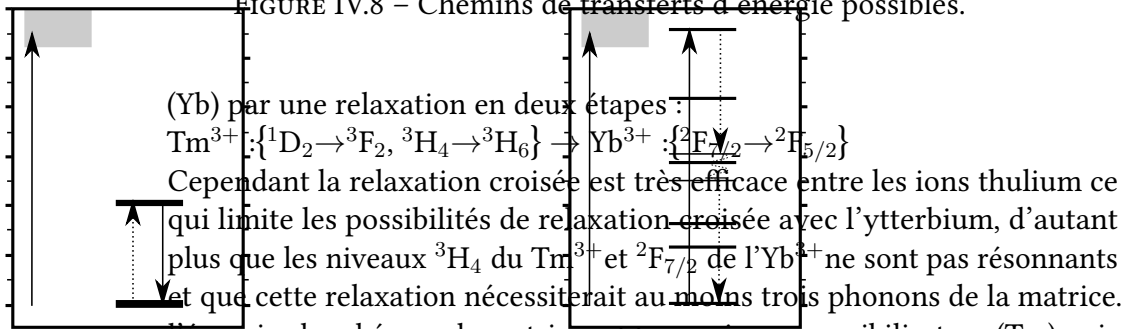 FIGURE IV.8 – Chemins de transferts d'énergie possibles.
(Yb) par une relaxation en deux étapes :
Tm³⁺ :{¹D₂→³F₂, ³H₄→³H₆} → Yb³⁺ :{²F₇/₂→²F₅/₂}
Cependant la relaxation croisée est très efficace entre les ions thulium ce
qui limite les possibilités de relaxation croisée avec l'ytterbium, d'autant
plus que les niveaux ³H₄ du Tm³⁺et ²F₇/₂ de l'Yb³⁺ne sont pas résonnants
et que cette relaxation nécessiterait au moins trois phonons de la matrice.